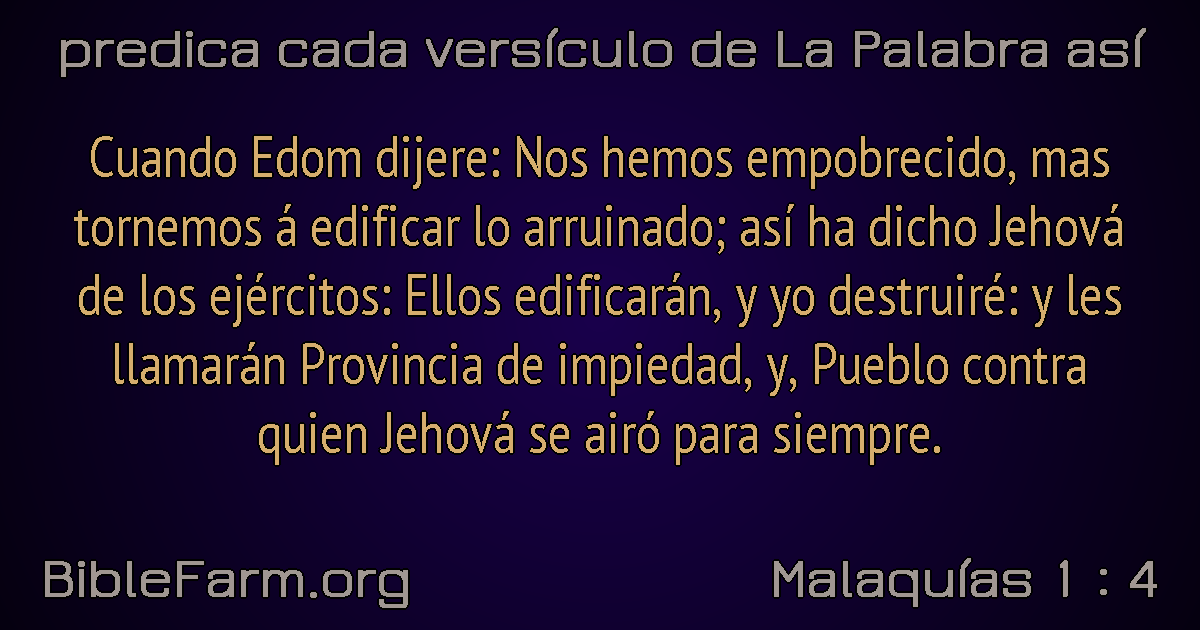 predica cada versículo de La Palabra así
Cuando Edom dijere: Nos hemos empobrecido, mas
tornemos á edificar lo arruinado; así ha dicho Jehová
de los ejércitos: Ellos edificarán, y yo destruiré: y les
llamarán Provincia de impiedad, y, Pueblo contra
quien Jehová se airó para siempre.
BibleFarm.org
Malaquías 1 : 4